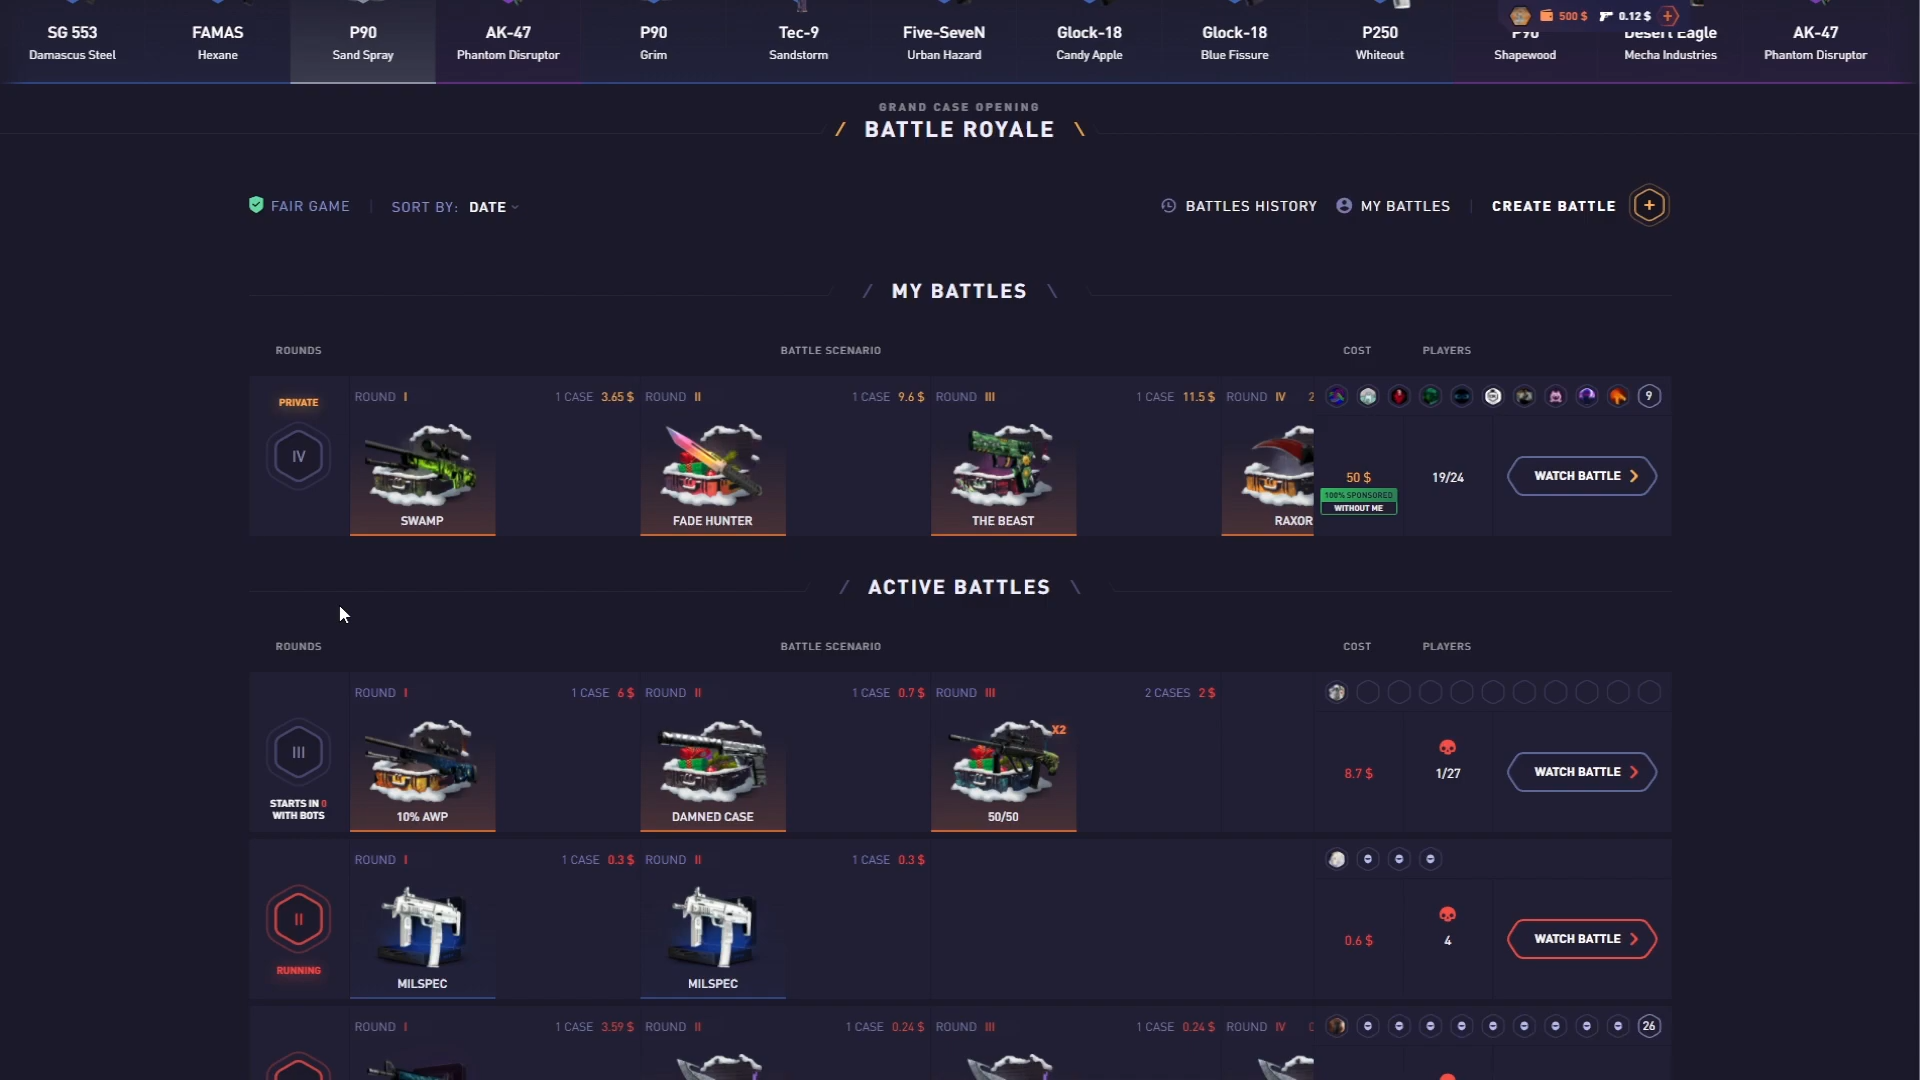 SG 553
Damascus Steel
FAMAS
Hexane
P90
Sand Spray
AK-47
Phantom Disruptor
P90
Grim
Tec-9
Sandstorm
Five-SeveN
Urban Hazard
Glock-18
Candy Apple
Glock-18
Blue Fissure
P250
Whiteout
500 $ 0.12 $ +
P90
Shapewood
Desert Eagle
Mecha Industries
AK-47
Phantom Disruptor
GRAND CASE OPENING
/ BATTLE ROYALE \
FAIR GAME | SORT BY: DATE
BATTLES HISTORY MY BATTLES | CREATE BATTLE +
/ MY BATTLES \
ROUNDS BATTLE SCENARIO COST PLAYERS
PRIVATE
IV
ROUND I 1 CASE 3.65 $
SWAMP
ROUND II 1 CASE 9.6 $
FADE HUNTER
ROUND III 1 CASE 11.5 $
THE BEAST
ROUND IV 2
RAXOR
9
50 $
100% SPONSORED
WITHOUT ME
19/24
WATCH BATTLE
/ ACTIVE BATTLES \
ROUNDS BATTLE SCENARIO COST PLAYERS
III
STARTS IN 0
WITH BOTS
ROUND I 1 CASE 6 $
10% AWP
ROUND II 1 CASE 0.7 $
DAMNED CASE
ROUND III 2 CASES 2 $
X2
50/50
8.7 $
1/27
WATCH BATTLE
II
RUNNING
ROUND I 1 CASE 0.3 $
MILSPEC
ROUND II 1 CASE 0.3 $
MILSPEC
0.6 $
4
WATCH BATTLE
ROUND I 1 CASE 3.59 $
ROUND II 1 CASE 0.24 $
ROUND III 1 CASE 0.24 $
ROUND IV
26